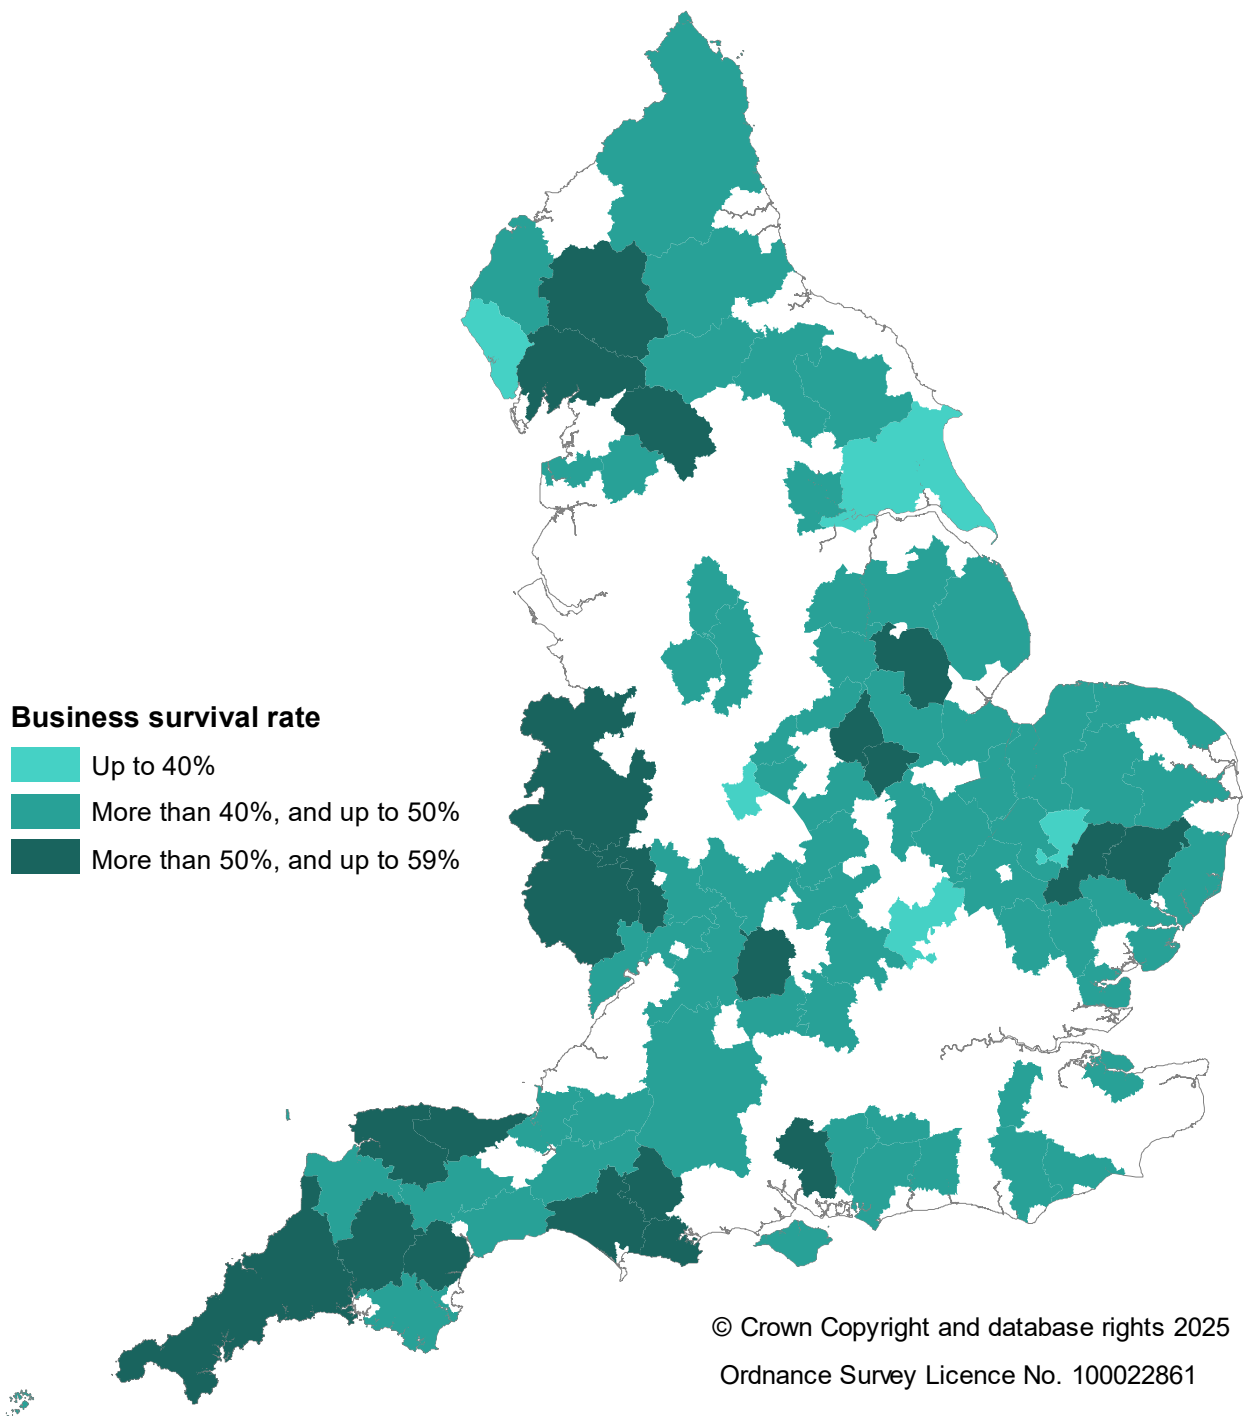 Business survival rate
Up to 40%
More than 40%, and up to 50%
More than 50%, and up to 59%
© Crown Copyright and database rights 2025
Ordnance Survey Licence No. 100022861